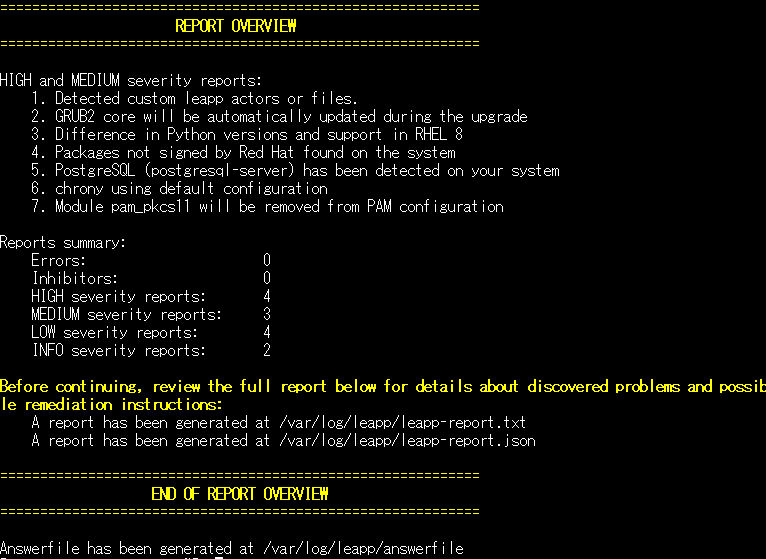 ============================================================
REPORT OVERVIEW
============================================================
HIGH and MEDIUM severity reports:
1. Detected custom leapp actors or files.
2. GRUB2 core will be automatically updated during the upgrade
3. Difference in Python versions and support in RHEL 8
4. Packages not signed by Red Hat found on the system
5. PostgreSQL (postgresql-server) has been detected on your system
6. chrony using default configuration
7. Module pam_pkcs11 will be removed from PAM configuration
Reports summary:
Errors: 0
Inhibitors: 0
HIGH severity reports: 4
MEDIUM severity reports: 3
LOW severity reports: 4
INFO severity reports: 2
Before continuing, review the full report below for details about discovered problems and possib
le remediation instructions:
A report has been generated at /var/log/leapp/leapp-report.txt
A report has been generated at /var/log/leapp/leapp-report.json
============================================================
END OF REPORT OVERVIEW
============================================================
Answerfile has been generated at /var/log/leapp/answerfile